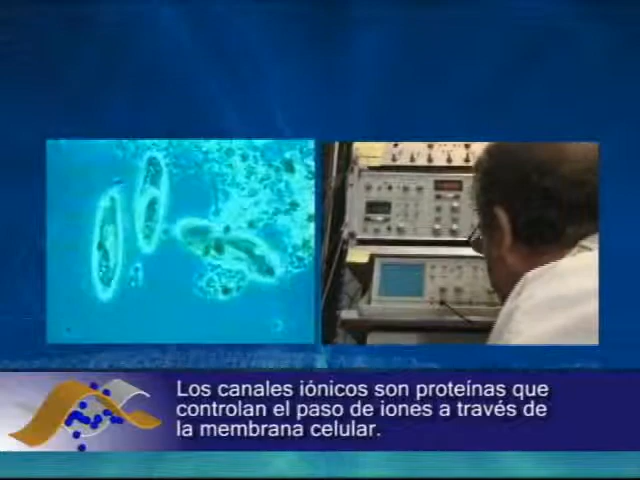 Los canales iónicos son proteínas que
controlan el paso de iones a través de
la membrana celular.